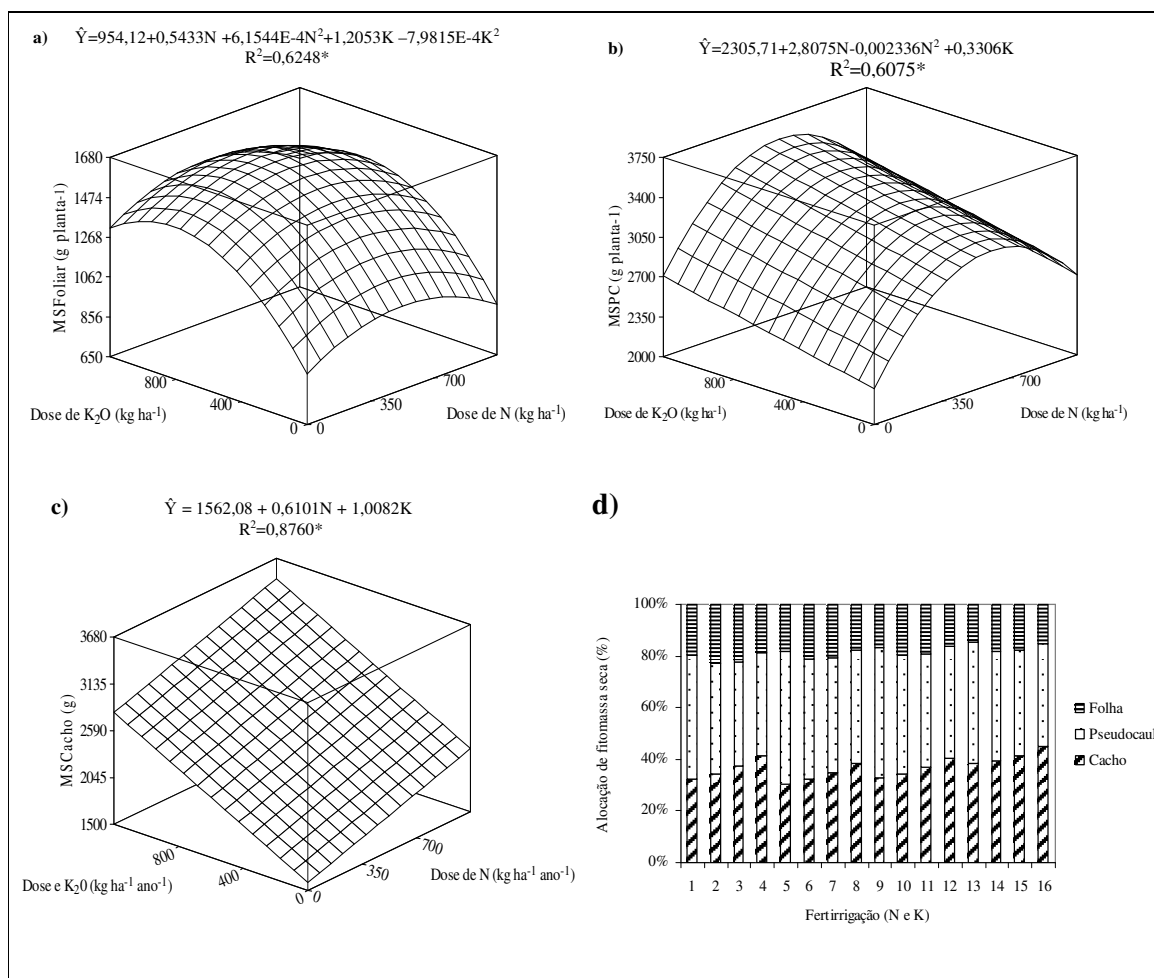 a) Ŷ=954,12+0,5433N +6,1544E-4N²+1,2053K –7,9815E-4K²
R²=0,6248*
MSFoliar (g planta-1)
1680
1474
1268
1062
856
650
800
400
0
0
350
700
Dose de K₂O (kg ha⁻¹)
Dose de N (kg ha⁻¹)
b) Ŷ=2305,71+2,8075N-0,002336N² +0,3306K
R²=0,6075*
MSPC (g planta-1)
3750
3400
3050
2700
2350
2000
800
400
0
0
350
700
Dose de K₂O (kg ha⁻¹)
Dose de N (kg ha⁻¹)
c) Ŷ = 1562,08 + 0,6101N + 1,0082K
R²=0,8760*
MSCacho (g)
3680
3135
2590
2045
1500
800
400
0
0
350
700
Dose e K₂0 (kg ha⁻¹ ano⁻¹)
Dose de N (kg ha⁻¹ ano⁻¹)
d)
Alocação de fitomassa seca (%)
100%
80%
60%
40%
20%
0%
1 2 3 4 5 6 7 8 9 10 11 12 13 14 15 16
Fertirrigação (N e K)
Folha
Pseudocaul
Cacho